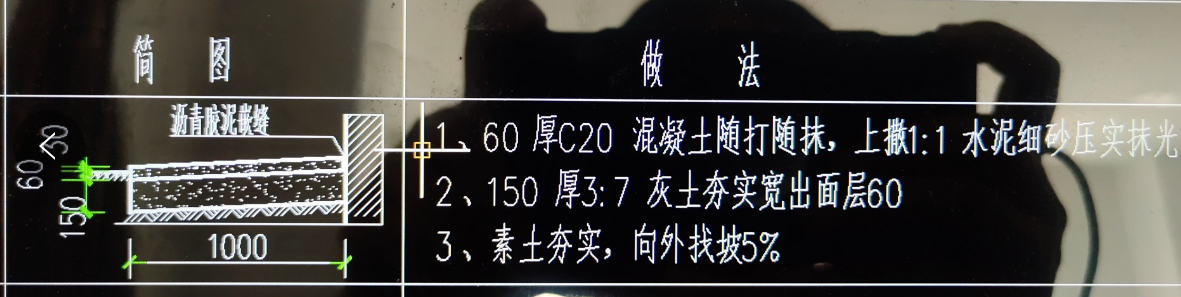 简 图
做 法
沥青胶泥嵌缝
1、60 厚C20 混凝土随打随抹，上撒1:1 水泥细砂压实抹光
2、150 厚3:7 灰土夯实宽出面层60
3、素土夯实，向外找坡5%
60
50
150
1000